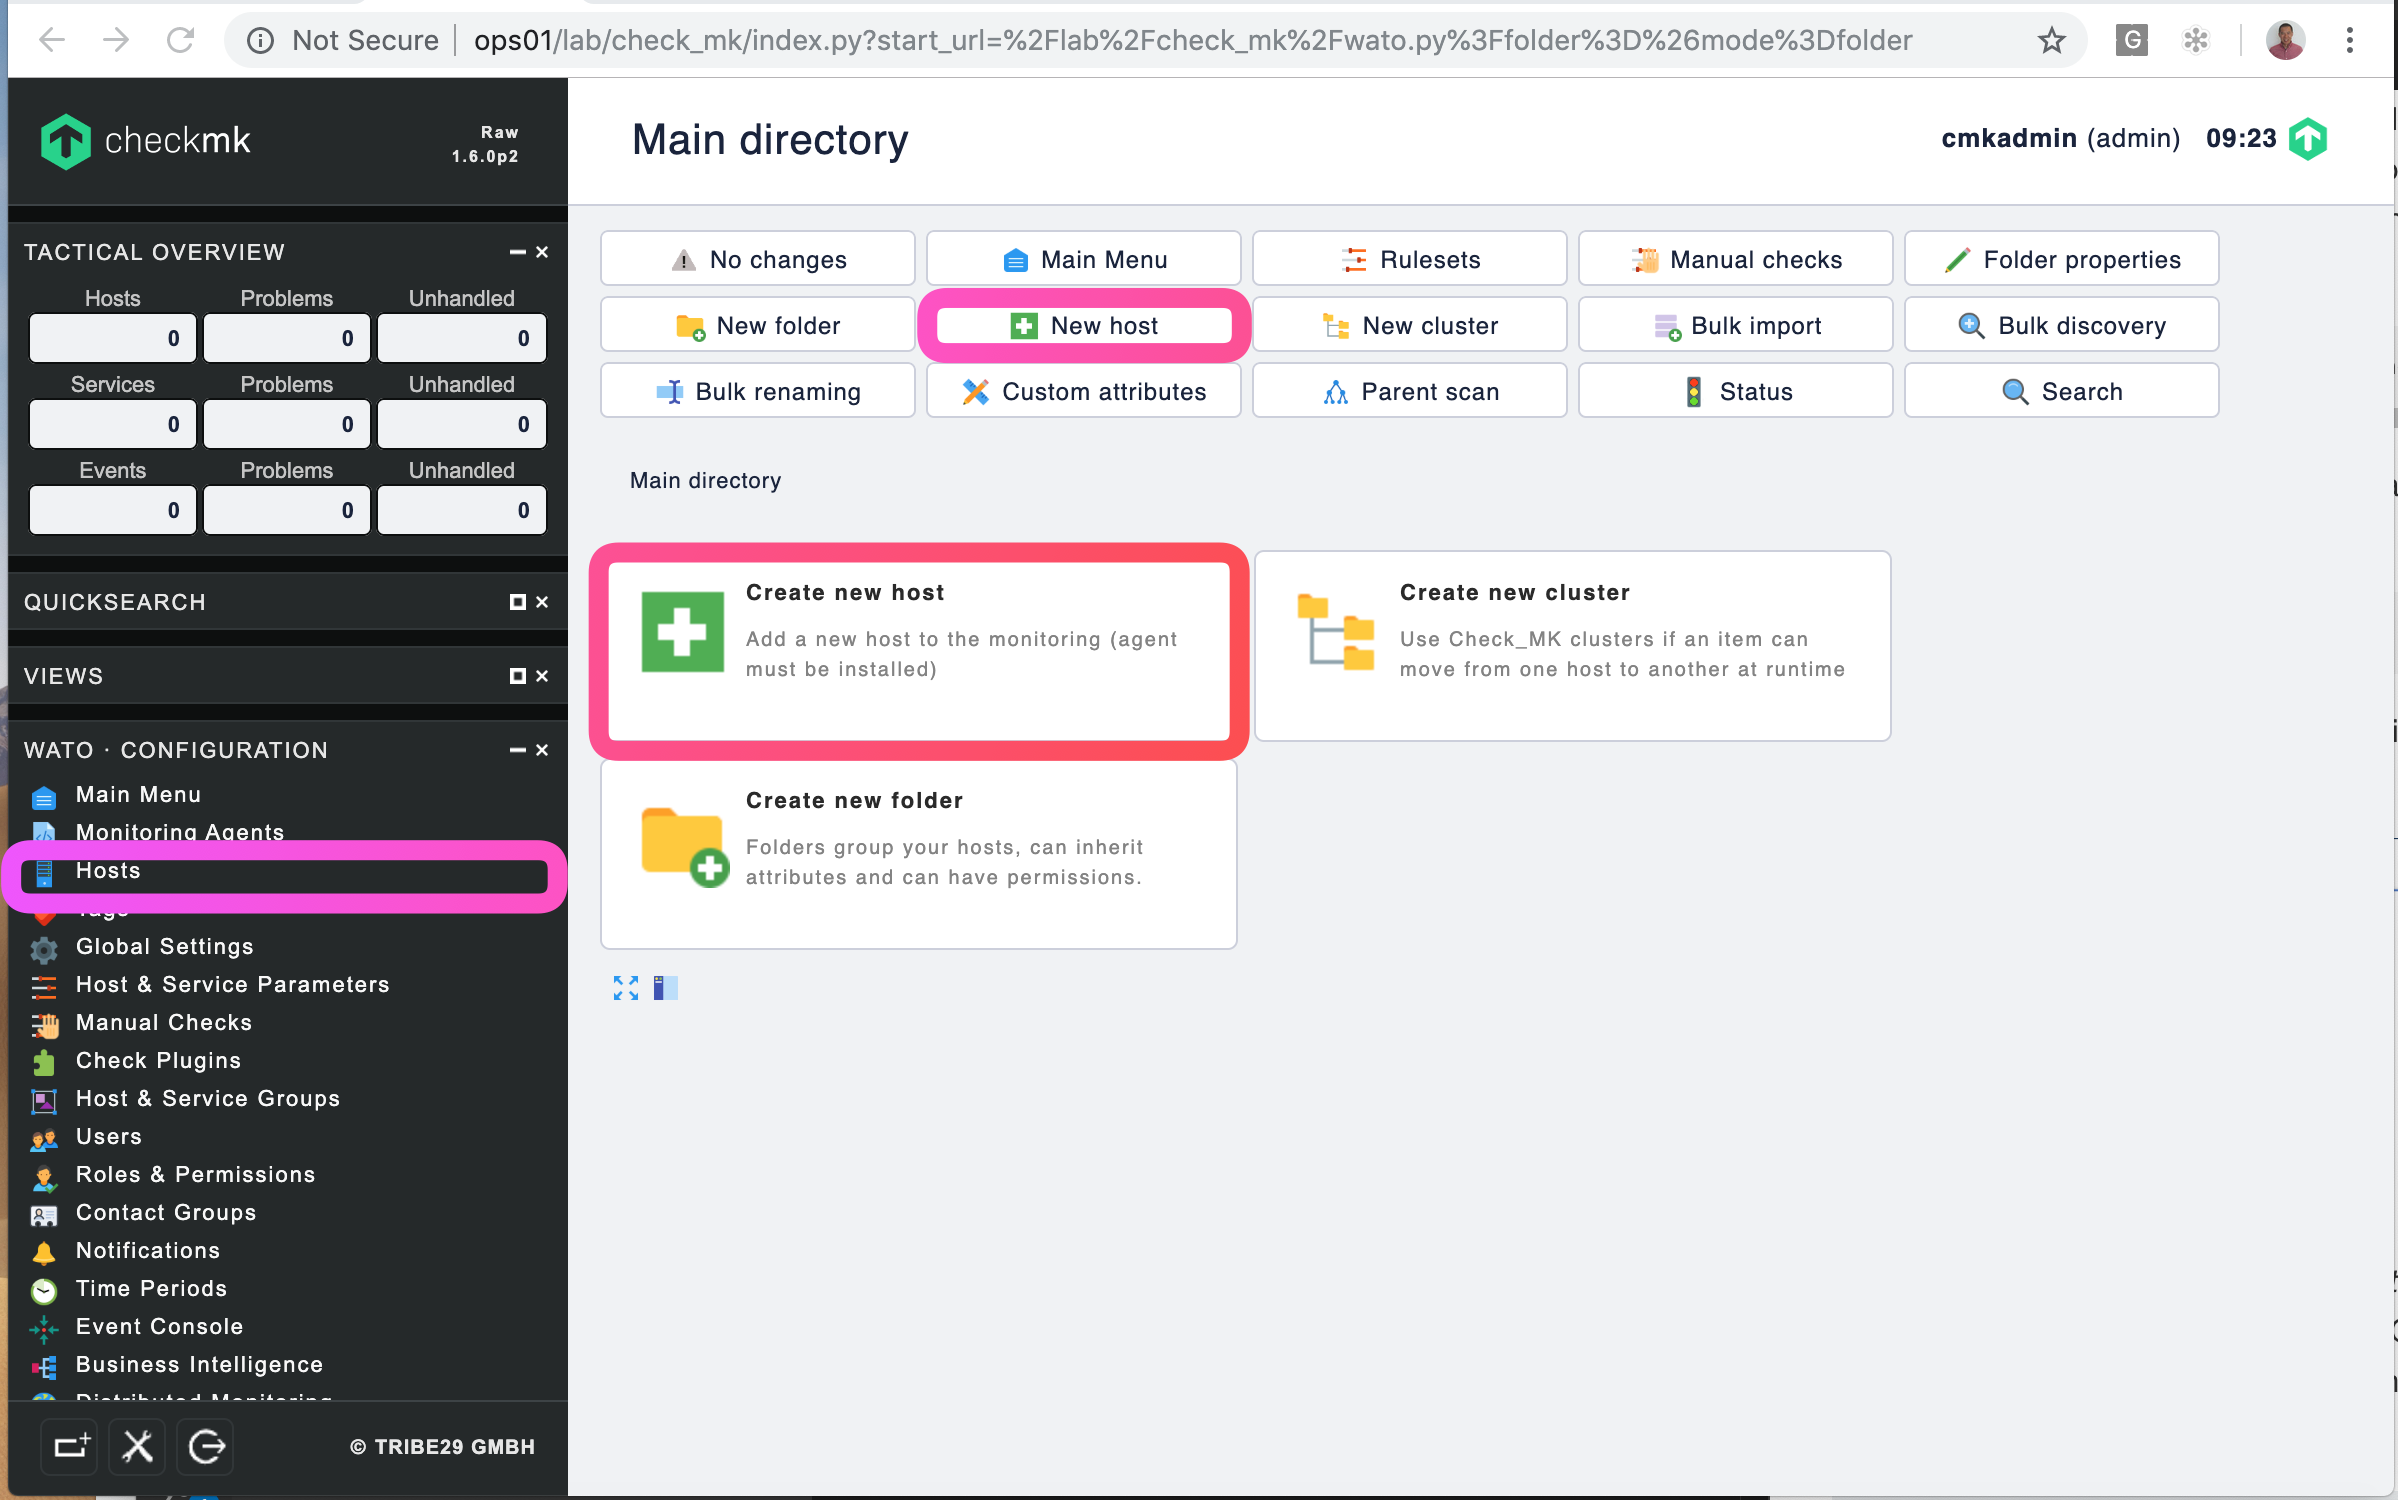 Not Secure
ops01/lab/check_mk/index.py?start_url=%2Flab%2Fcheck_mk%2Fwato.py%3Ffolder%3D%26mode%3Dfolder
G
checkmk
Raw
1.6.0p2
Main directory
cmkadmin (admin) 09:23
TACTICAL OVERVIEW
Hosts Problems Unhandled
0 0 0
Services Problems Unhandled
0 0 0
Events Problems Unhandled
0 0 0
QUICKSEARCH
VIEWS
WATO · CONFIGURATION
Main Menu
Monitoring Agents
Hosts
Tags
Global Settings
Host & Service Parameters
Manual Checks
Check Plugins
Host & Service Groups
Users
Roles & Permissions
Contact Groups
Notifications
Time Periods
Event Console
Business Intelligence
Distributed Monitoring
© TRIBE29 GMBH
No changes
Main Menu
Rulesets
Manual checks
Folder properties
New folder
New host
New cluster
Bulk import
Bulk discovery
Bulk renaming
Custom attributes
Parent scan
Status
Search
Main directory
Create new host
Add a new host to the monitoring (agent
must be installed)
Create new cluster
Use Check_MK clusters if an item can
move from one host to another at runtime
Create new folder
Folders group your hosts, can inherit
attributes and can have permissions.